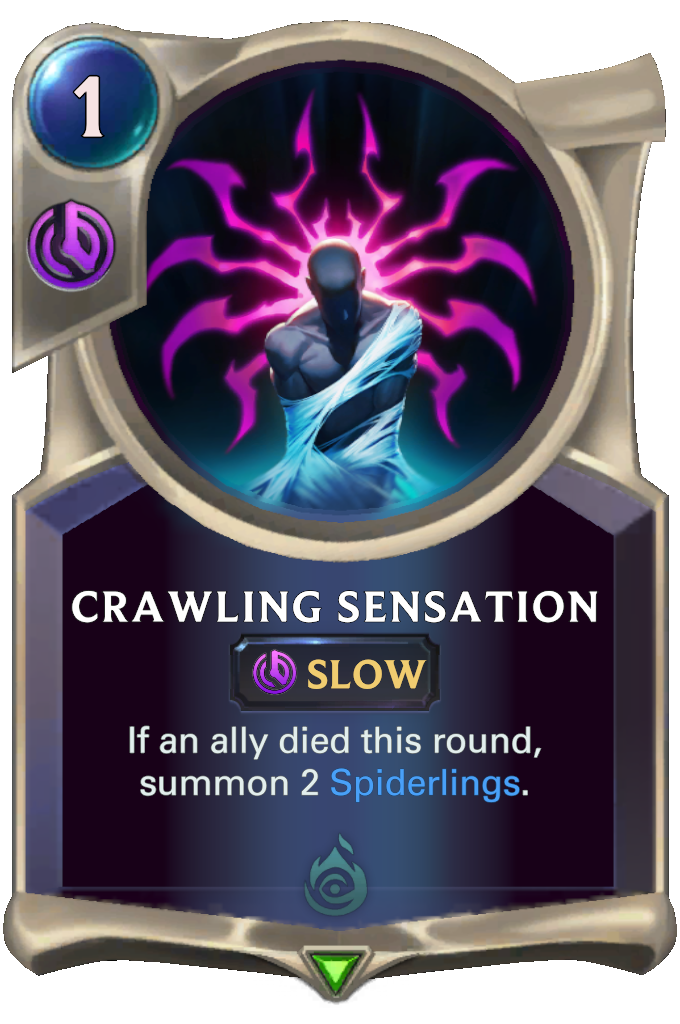 1
CRAWLING SENSATION
SLOW
If an ally died this round,
summon 2 Spiderlings.